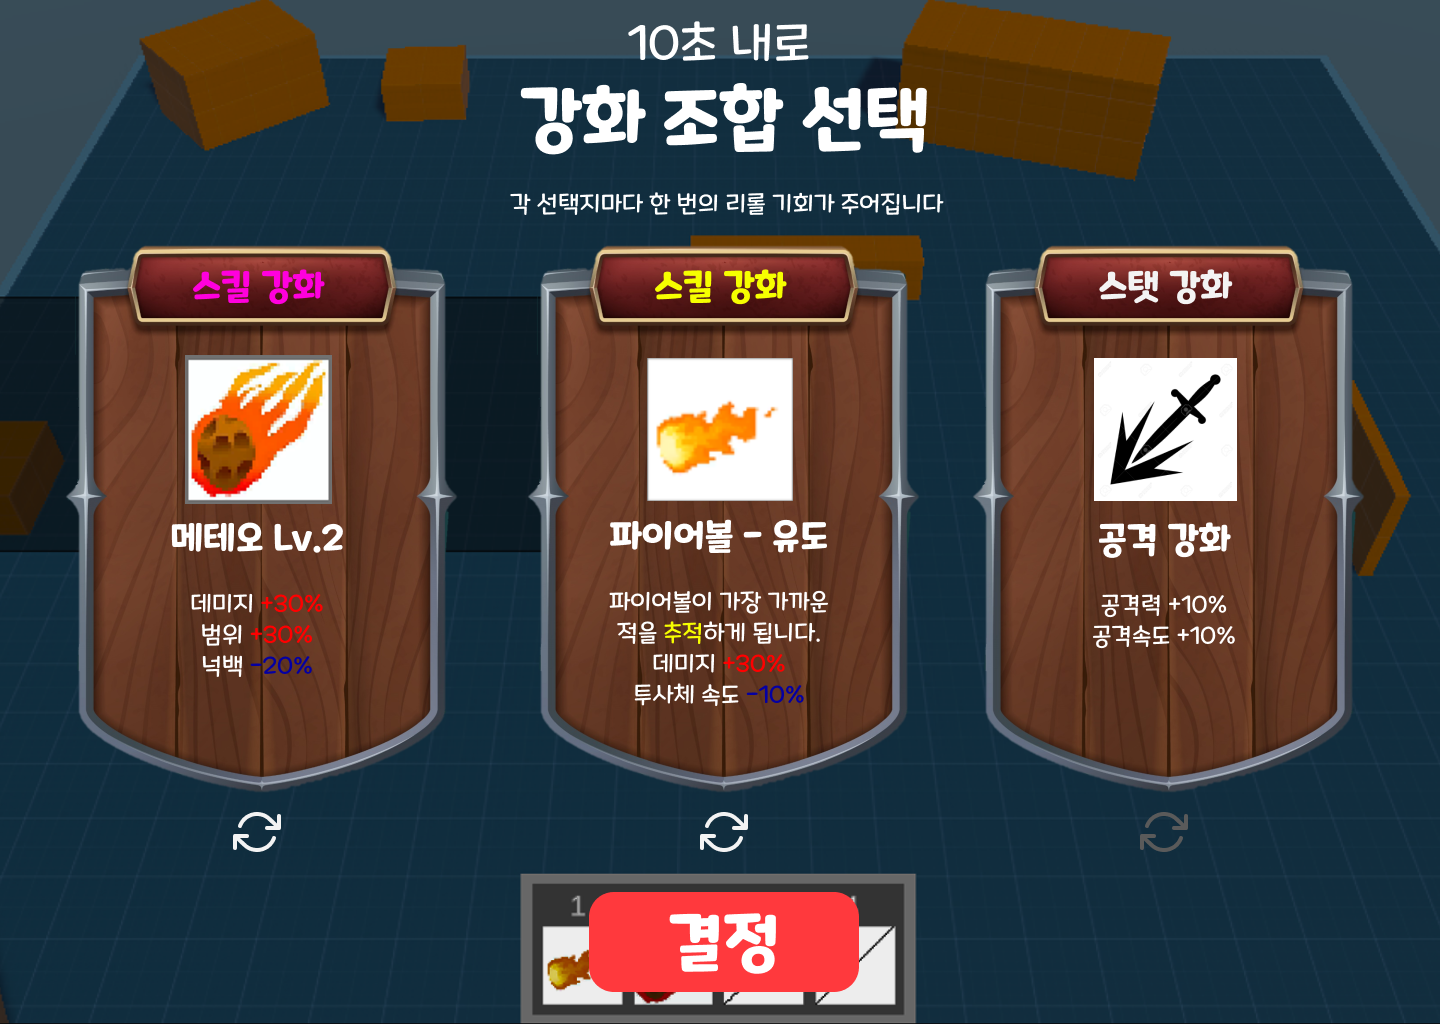 10초 내로
강화 조합 선택
각 선택지마다 한 번의 리롤 기회가 주어집니다
스킬 강화
메테오 Lv.2
데미지 +30%
범위 +30%
넉백 -20%
스킬 강화
파이어볼 - 유도
파이어볼이 가장 가까운
적을 추적하게 됩니다.
데미지 +30%
투사체 속도 -10%
스탯 강화
공격 강화
공격력 +10%
공격속도 +10%
1
결정